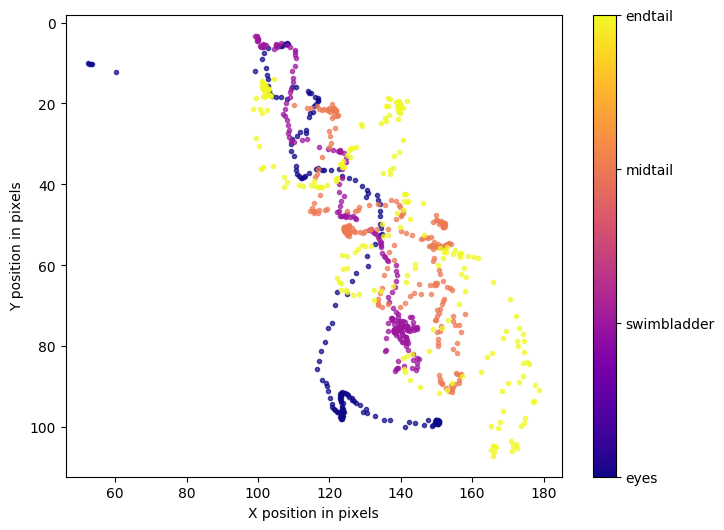 0
20
40
60
80
100
60
80
100
120
140
160
180
Y position in pixels
X position in pixels
endtail
midtail
swimbladder
eyes